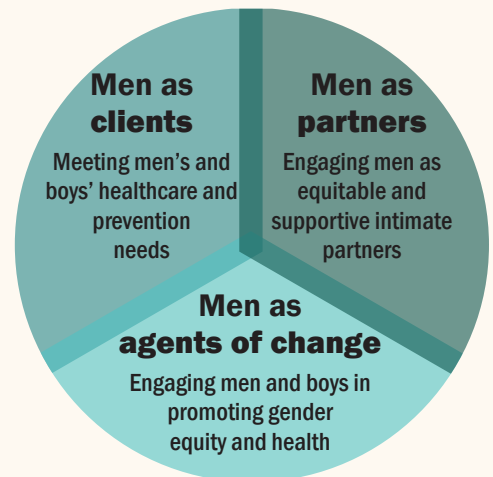 Men as
clients
Meeting men's and
boys' healthcare and
prevention
needs
Men as
partners
Engaging men as
equitable and
supportive intimate
partners
Men as
agents of change
Engaging men and boys in
promoting gender
equity and health